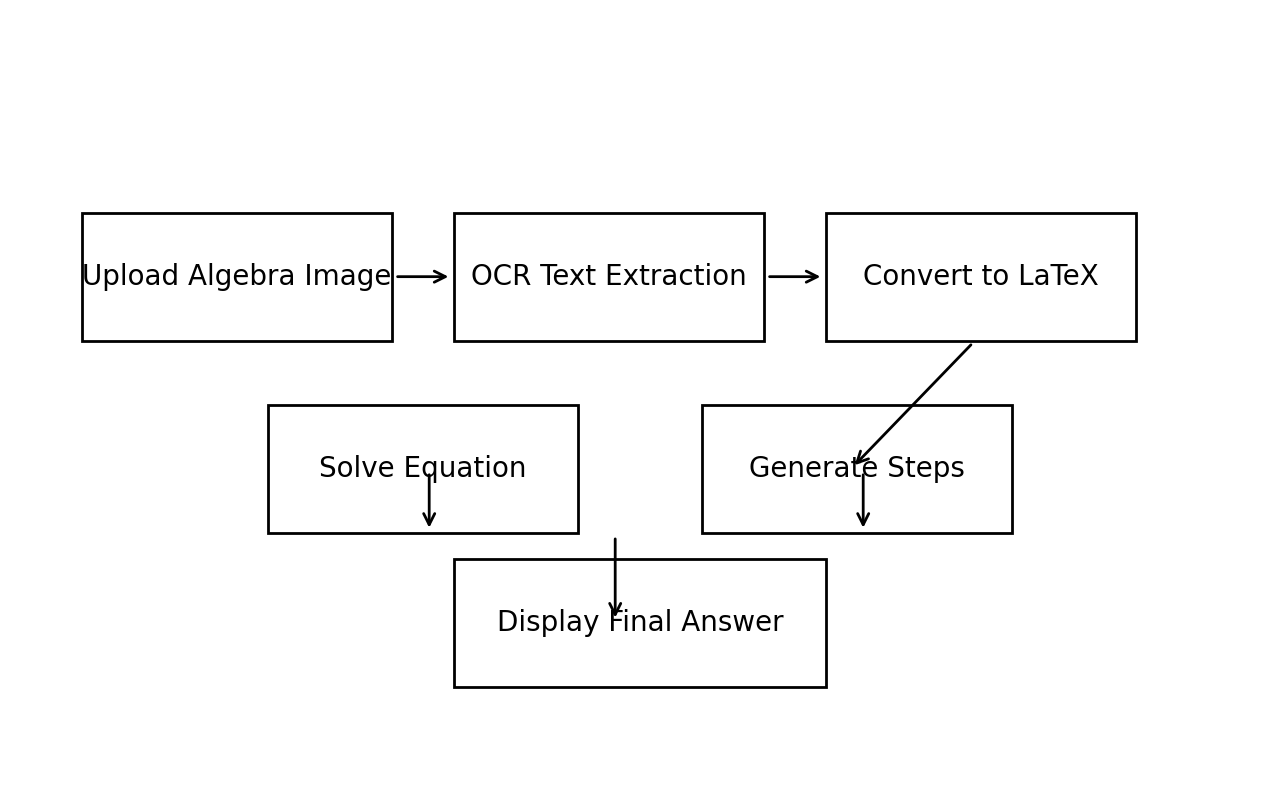 Upload Algebra Image
OCR Text Extraction
Convert to LaTeX
Solve Equation
Generate Steps
Display Final Answer